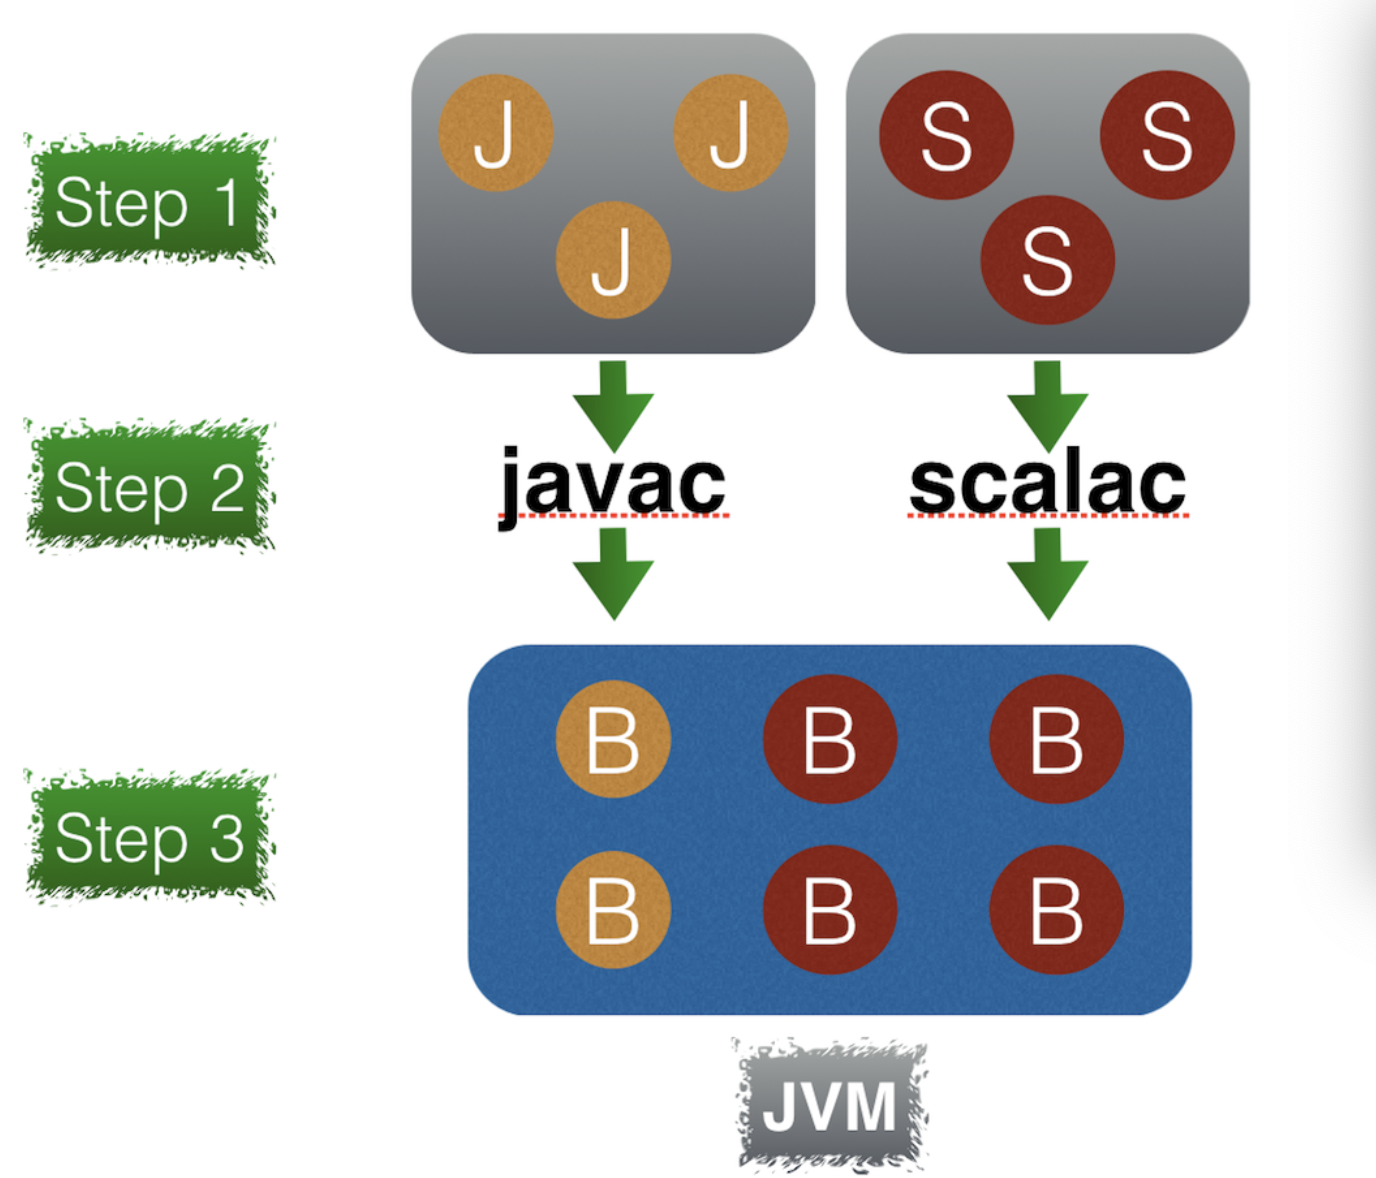 Step 1
J J
J
S S
S
Step 2
javac
scalac
Step 3
B B B
B B B
JVM